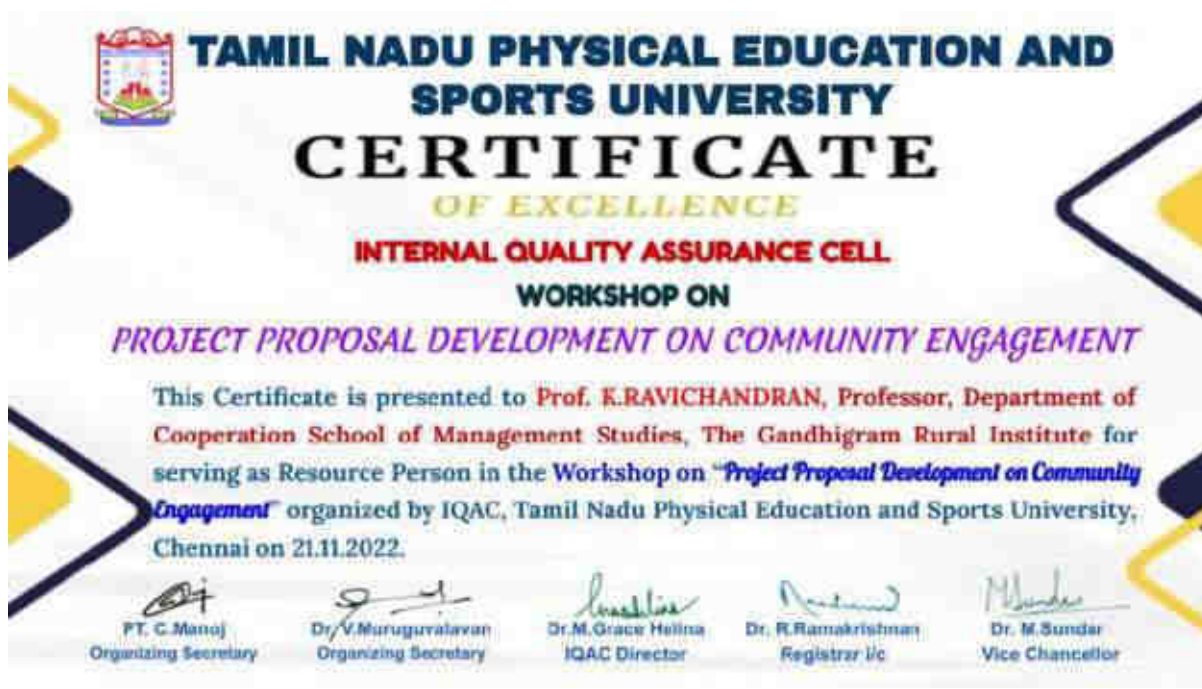 TAMIL NADU PHYSICAL EDUCATION AND
SPORTS UNIVERSITY
CERTIFICATE
OF EXCELLENCE
INTERNAL QUALITY ASSURANCE CELL
WORKSHOP ON
PROJECT PROPOSAL DEVELOPMENT ON COMMUNITY ENGAGEMENT
This Certificate is presented to Prof. K.RAVICHANDRAN, Professor, Department of
Cooperation School of Management Studies, The Gandhigram Rural Institute for
serving as Resource Person in the Workshop on "Project Proposal Development on Community
Engagement" organized by IQAC, Tamil Nadu Physical Education and Sports University,
Chennai on 21.11.2022.
PT. C.Manoj Dr.V.Muruguvalavan Dr.M.Grace Helina Dr. R.Ramakrishnan Dr. M.Sundar
Organizing Secretary Organizing Secretary IQAC Director Registrar i/c Vice Chancellor